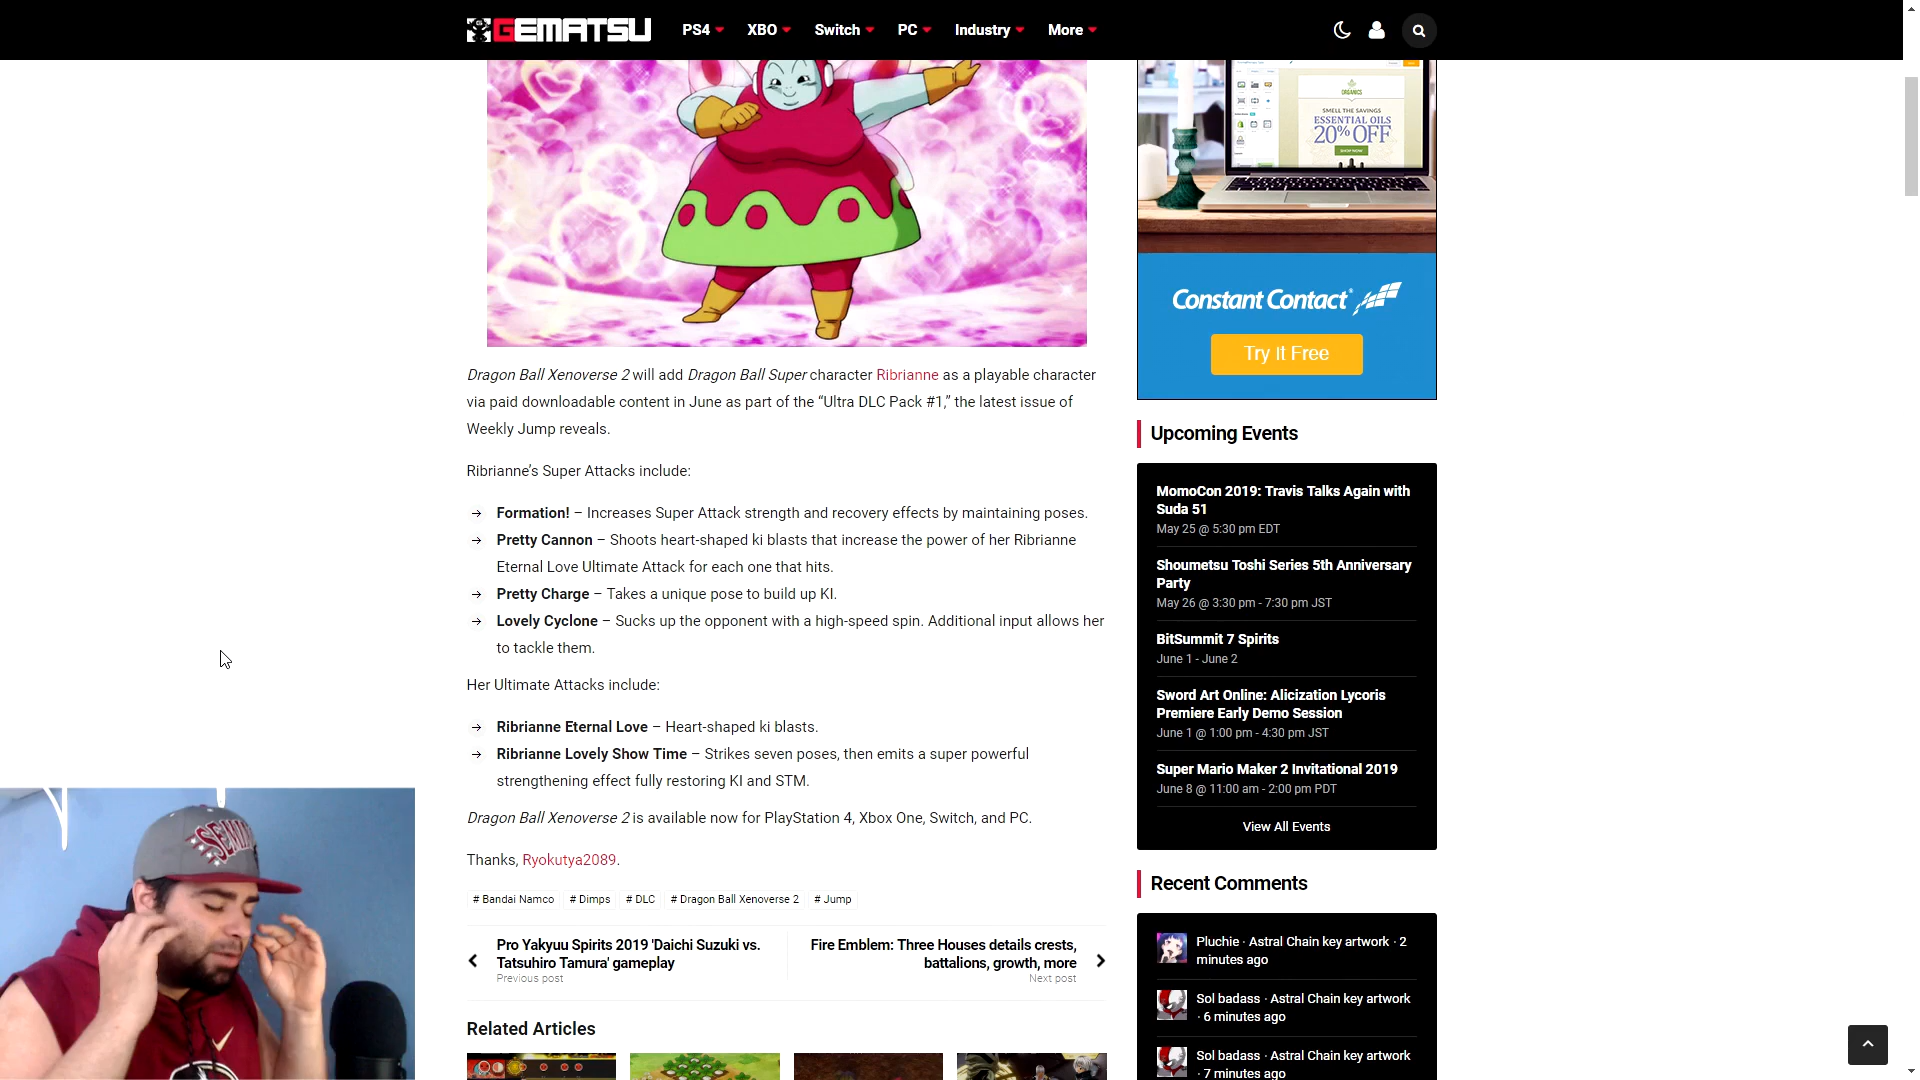 GEMATSU
PS4
XBO
Switch
PC
Industry
More
ORGANICS
SMELL THE SAVINGS
ESSENTIAL OILS
20% OFF
SHOP NOW
Constant Contact
Try It Free
Dragon Ball Xenoverse 2 will add Dragon Ball Super character Ribrianne as a playable character
via paid downloadable content in June as part of the “Ultra DLC Pack #1,” the latest issue of
Weekly Jump reveals.
Ribrianne’s Super Attacks include:
→ Formation! – Increases Super Attack strength and recovery effects by maintaining poses.
→ Pretty Cannon – Shoots heart-shaped ki blasts that increase the power of her Ribrianne
Eternal Love Ultimate Attack for each one that hits.
→ Pretty Charge – Takes a unique pose to build up KI.
→ Lovely Cyclone – Sucks up the opponent with a high-speed spin. Additional input allows her
to tackle them.
Her Ultimate Attacks include:
→ Ribrianne Eternal Love – Heart-shaped ki blasts.
→ Ribrianne Lovely Show Time – Strikes seven poses, then emits a super powerful
strengthening effect fully restoring KI and STM.
Dragon Ball Xenoverse 2 is available now for PlayStation 4, Xbox One, Switch, and PC.
Thanks, Ryokutya2089.
# Bandai Namco # Dimps # DLC # Dragon Ball Xenoverse 2 # Jump
Pro Yakyuu Spirits 2019 'Daichi Suzuki vs.
Tatsuhiro Tamura' gameplay
Previous post
Fire Emblem: Three Houses details crests,
battalions, growth, more
Next post
Related Articles
Upcoming Events
MomoCon 2019: Travis Talks Again with
Suda 51
May 25 @ 5:30 pm EDT
Shoumetsu Toshi Series 5th Anniversary
Party
May 26 @ 3:30 pm - 7:30 pm JST
BitSummit 7 Spirits
June 1 - June 2
Sword Art Online: Alicization Lycoris
Premiere Early Demo Session
June 1 @ 1:00 pm - 4:30 pm JST
Super Mario Maker 2 Invitational 2019
June 8 @ 11:00 am - 2:00 pm PDT
View All Events
Recent Comments
Pluchie · Astral Chain key artwork · 2
minutes ago
Sol badass · Astral Chain key artwork
· 6 minutes ago
Sol badass · Astral Chain key artwork
· 7 minutes ago